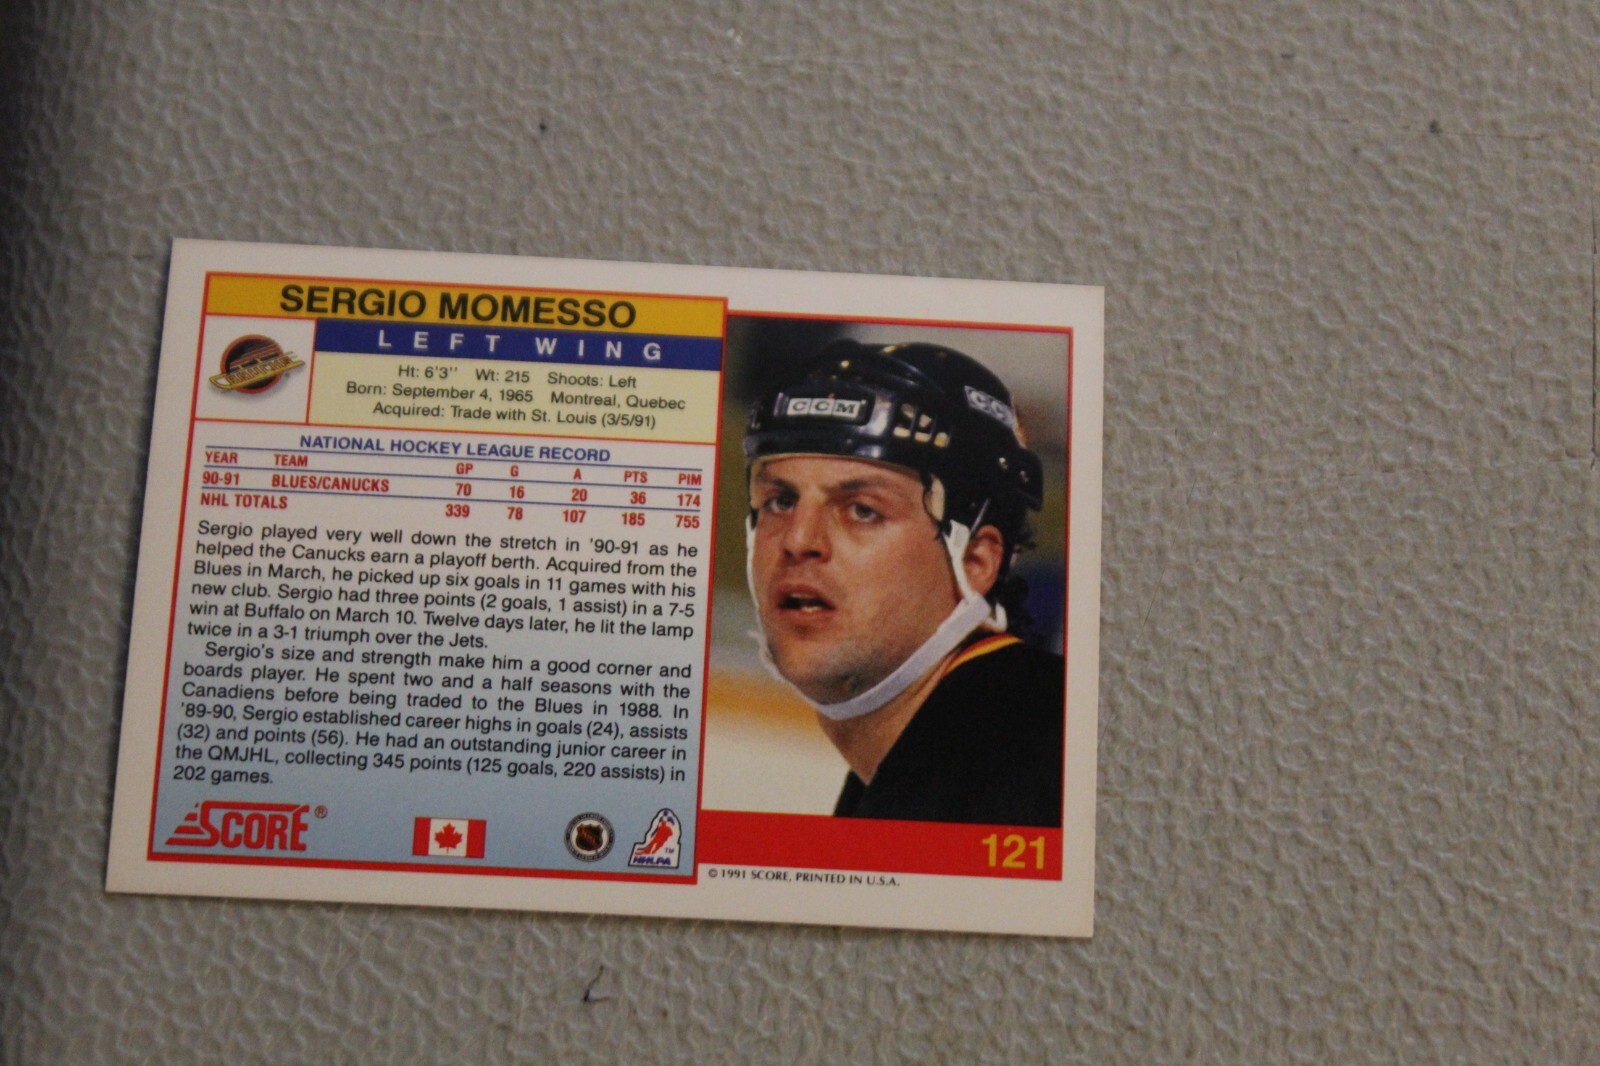 SERGIO MOMESSO
LEFT WING
Canucks
Ht: 6'3'' Wt: 215 Shoots: Left
Born: September 4, 1965 Montreal, Quebec
Acquired: Trade with St. Louis (3/5/91)
NATIONAL HOCKEY LEAGUE RECORD
YEAR TEAM GP G A PTS PIM
90-91 BLUES/CANUCKS 70 16 20 36 174
NHL TOTALS 339 78 107 185 755
Sergio played very well down the stretch in '90-91 as he
helped the Canucks earn a playoff berth. Acquired from the
Blues in March, he picked up six goals in 11 games with his
new club. Sergio had three points (2 goals, 1 assist) in a 7-5
win at Buffalo on March 10. Twelve days later, he lit the lamp
twice in a 3-1 triumph over the Jets.
Sergio's size and strength make him a good corner and
boards player. He spent two and a half seasons with the
Canadiens before being traded to the Blues in 1988. In
'89-90, Sergio established career highs in goals (24), assists
(32) and points (56). He had an outstanding junior career in
the QMJHL, collecting 345 points (125 goals, 220 assists) in
202 games.
SCORE®
NHLPA TM
CCM
CCM
121
© 1991 SCORE, PRINTED IN U.S.A.